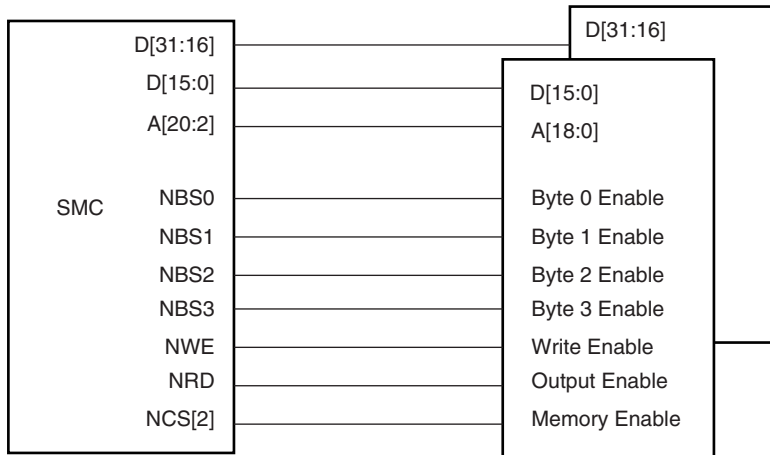 D[31:16] D[31:16]
D[15:0] D[15:0]
A[20:2] A[18:0]
SMC
NBS0 Byte 0 Enable
NBS1 Byte 1 Enable
NBS2 Byte 2 Enable
NBS3 Byte 3 Enable
NWE Write Enable
NRD Output Enable
NCS[2] Memory Enable